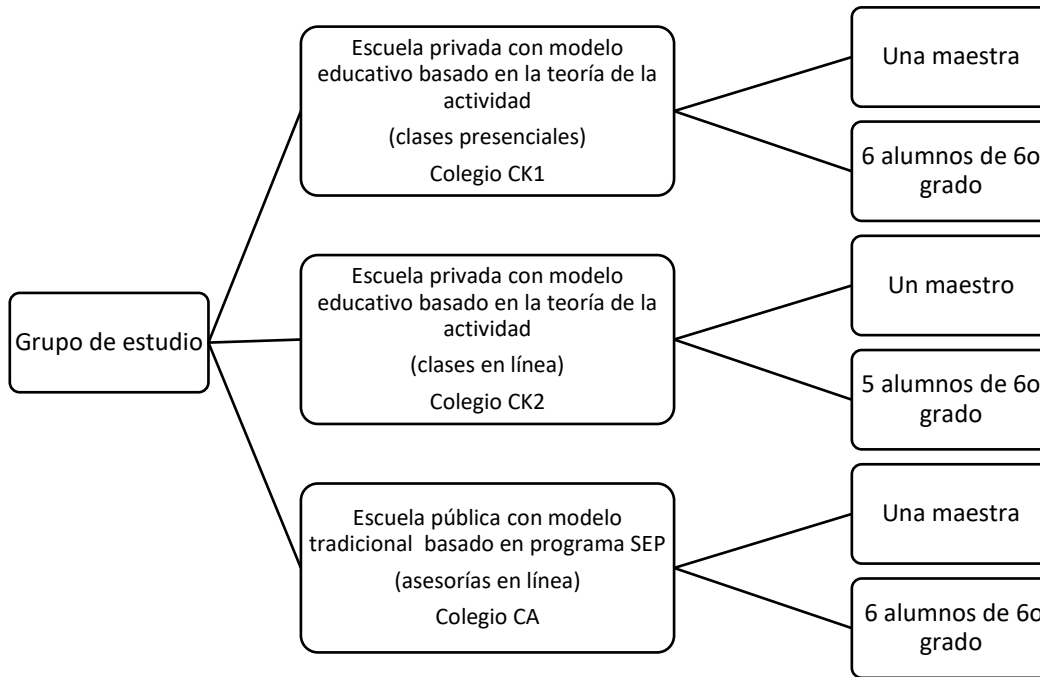 Grupo de estudio
Escuela privada con modelo
educativo basado en la teoría de la
actividad
(clases presenciales)
Colegio CK1
Una maestra
6 alumnos de 6o
grado
Escuela privada con modelo
educativo basado en la teoría de la
actividad
(clases en línea)
Colegio CK2
Un maestro
5 alumnos de 6o
grado
Escuela pública con modelo
tradicional basado en programa SEP
(asesorías en línea)
Colegio CA
Una maestra
6 alumnos de 6o
grado